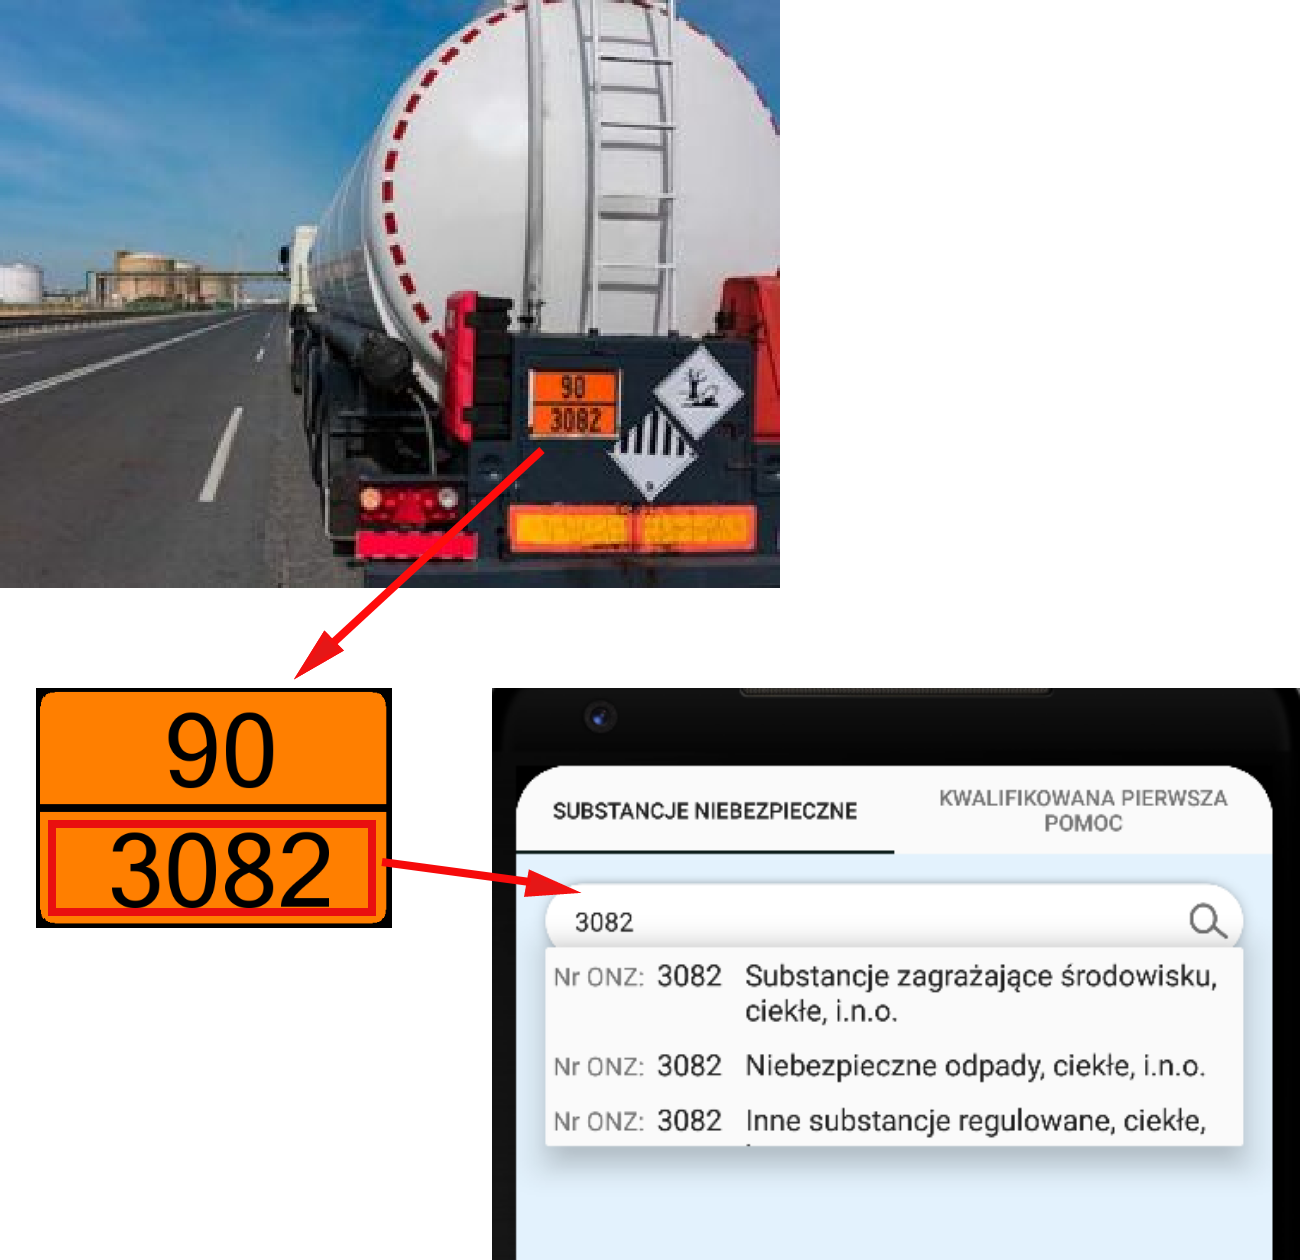 90
3082
9
90
3082
SUBSTANCJE NIEBEZPIECZNE
KWALIFIKOWANA PIERWSZA
POMOC
3082
Nr ONZ: 3082 Substancje zagrażające środowisku,
ciekłe, i.n.o.
Nr ONZ: 3082 Niebezpieczne odpady, ciekłe, i.n.o.
Nr ONZ: 3082 Inne substancje regulowane, ciekłe,